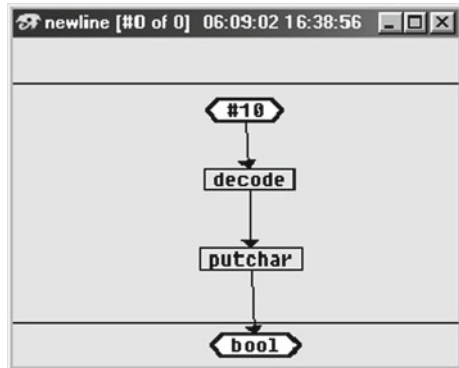 newline [#0 of 0] 06:09:02 16:38:56
#10
decode
putchar
bool